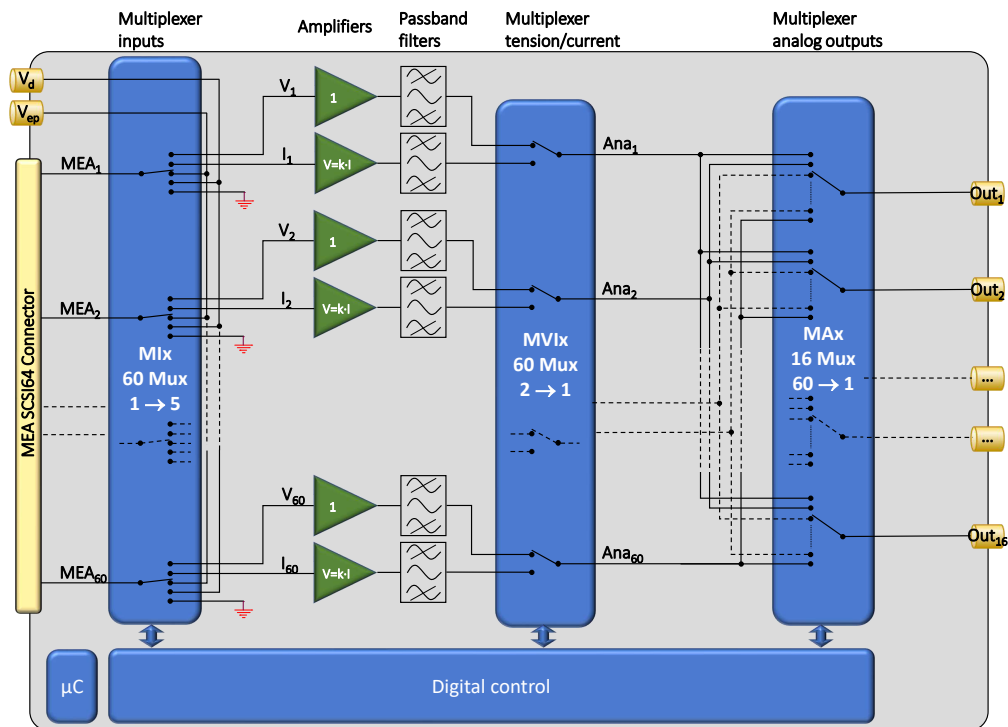 Multiplexer
inputs
Amplifiers
Passband
filters
Multiplexer
tension/current
Multiplexer
analog outputs
Vd
Vep
MEA SCSI64 Connector
MEA1
V1
1
I1
V=k·I
Ana1
Out1
MEA2
V2
1
I2
V=k·I
Ana2
Out2
MIx
60 Mux
1 → 5
MVIx
60 Mux
2 → 1
MAx
16 Mux
60 → 1
...
...
MEA60
V60
1
I60
V=k·I
Ana60
Out16
µC
Digital control